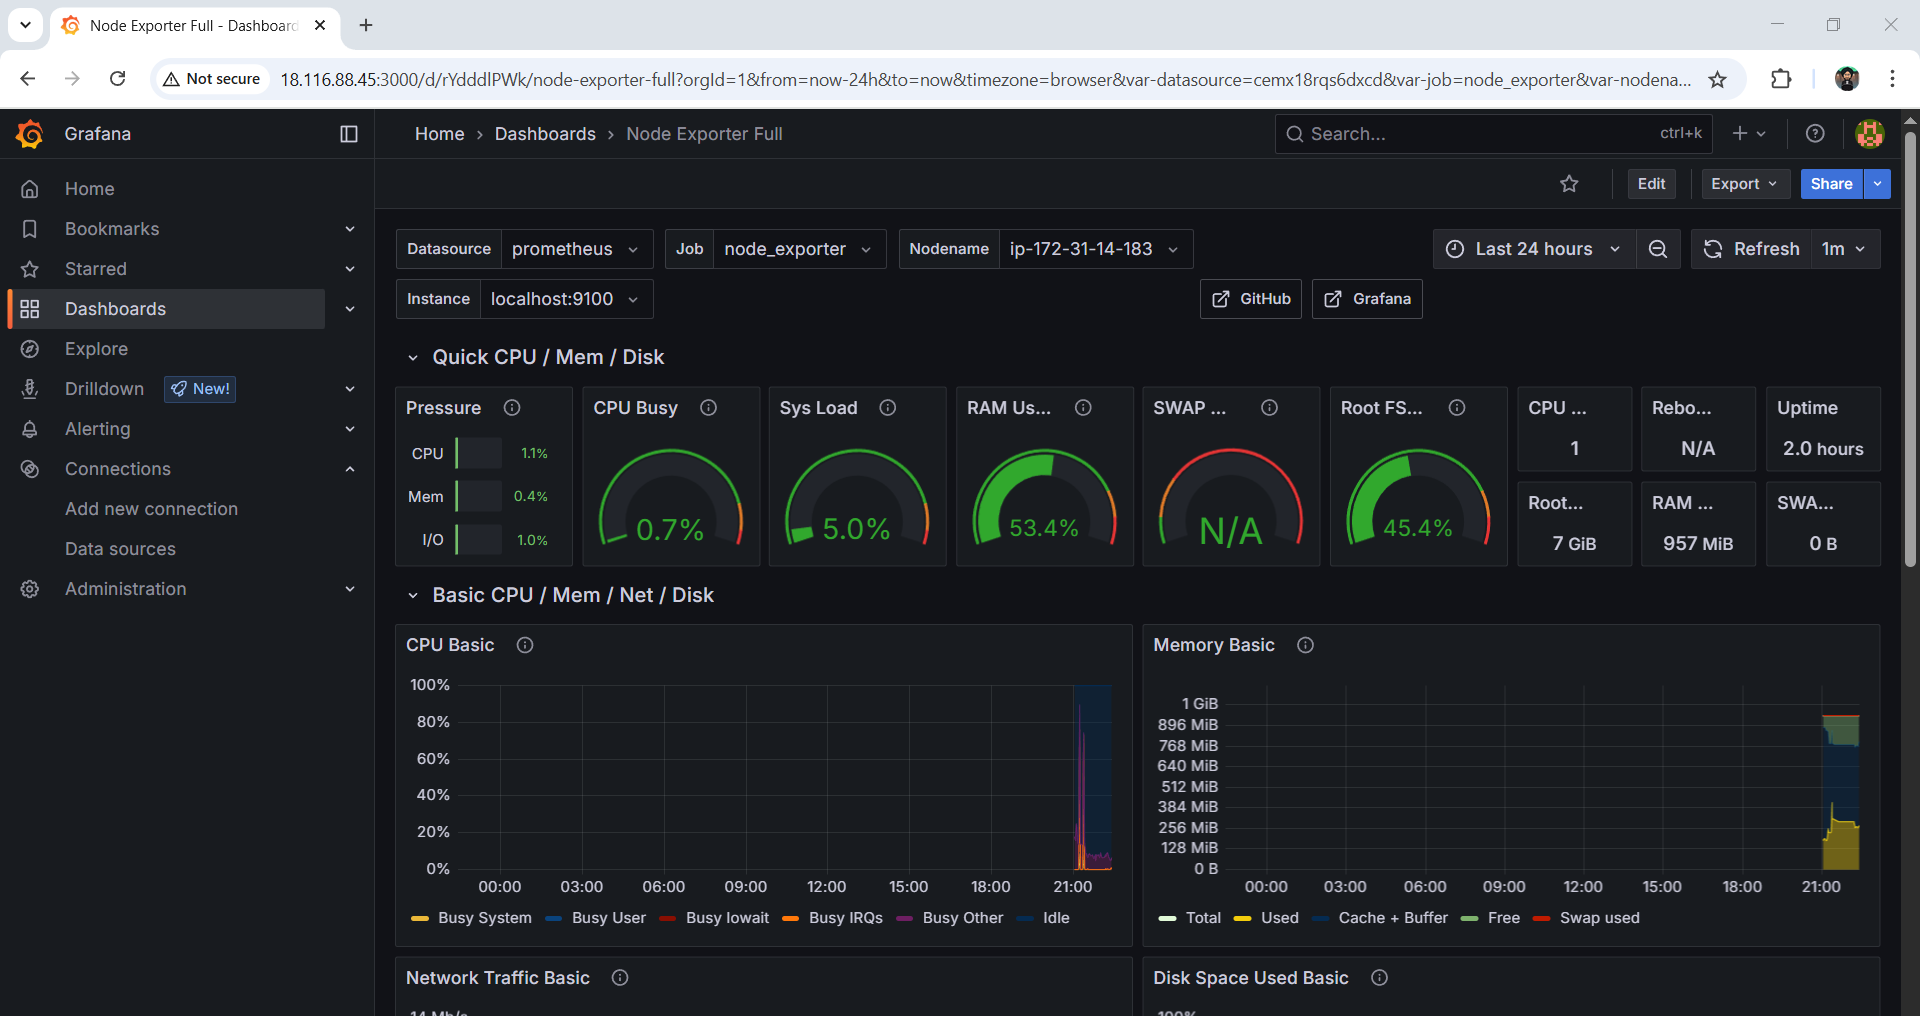 Node Exporter Full - Dashboard
Not secure
18.116.88.45:3000/d/rYdddlPWk/node-exporter-full?orgId=1&from=now-24h&to=now&timezone=browser&var-datasource=cemx18rqs6dxcd&var-job=node_exporter&var-nodena...
Grafana
Home › Dashboards › Node Exporter Full
Search...
ctrl+k
Home
Bookmarks
Starred
Dashboards
Explore
Drilldown
New!
Alerting
Connections
Add new connection
Data sources
Administration
Edit
Export
Share
Datasource prometheus
Job node_exporter
Nodename ip-172-31-14-183
Last 24 hours
Refresh 1m
Instance localhost:9100
GitHub
Grafana
Quick CPU / Mem / Disk
Pressure
CPU 1.1%
Mem 0.4%
I/O 1.0%
CPU Busy
0.7%
Sys Load
5.0%
RAM Us...
53.4%
SWAP ...
N/A
Root FS...
45.4%
CPU ...
1
Rebo...
N/A
Uptime
2.0 hours
Root...
7 GiB
RAM ...
957 MiB
SWA...
0 B
Basic CPU / Mem / Net / Disk
CPU Basic
100%
80%
60%
40%
20%
0%
00:00 03:00 06:00 09:00 12:00 15:00 18:00 21:00
Busy System Busy User Busy Iowait Busy IRQs Busy Other Idle
Memory Basic
1 GiB
896 MiB
768 MiB
640 MiB
512 MiB
384 MiB
256 MiB
128 MiB
0 B
00:00 03:00 06:00 09:00 12:00 15:00 18:00 21:00
Total Used Cache + Buffer Free Swap used
Network Traffic Basic
14 Mb/s
Disk Space Used Basic
100%